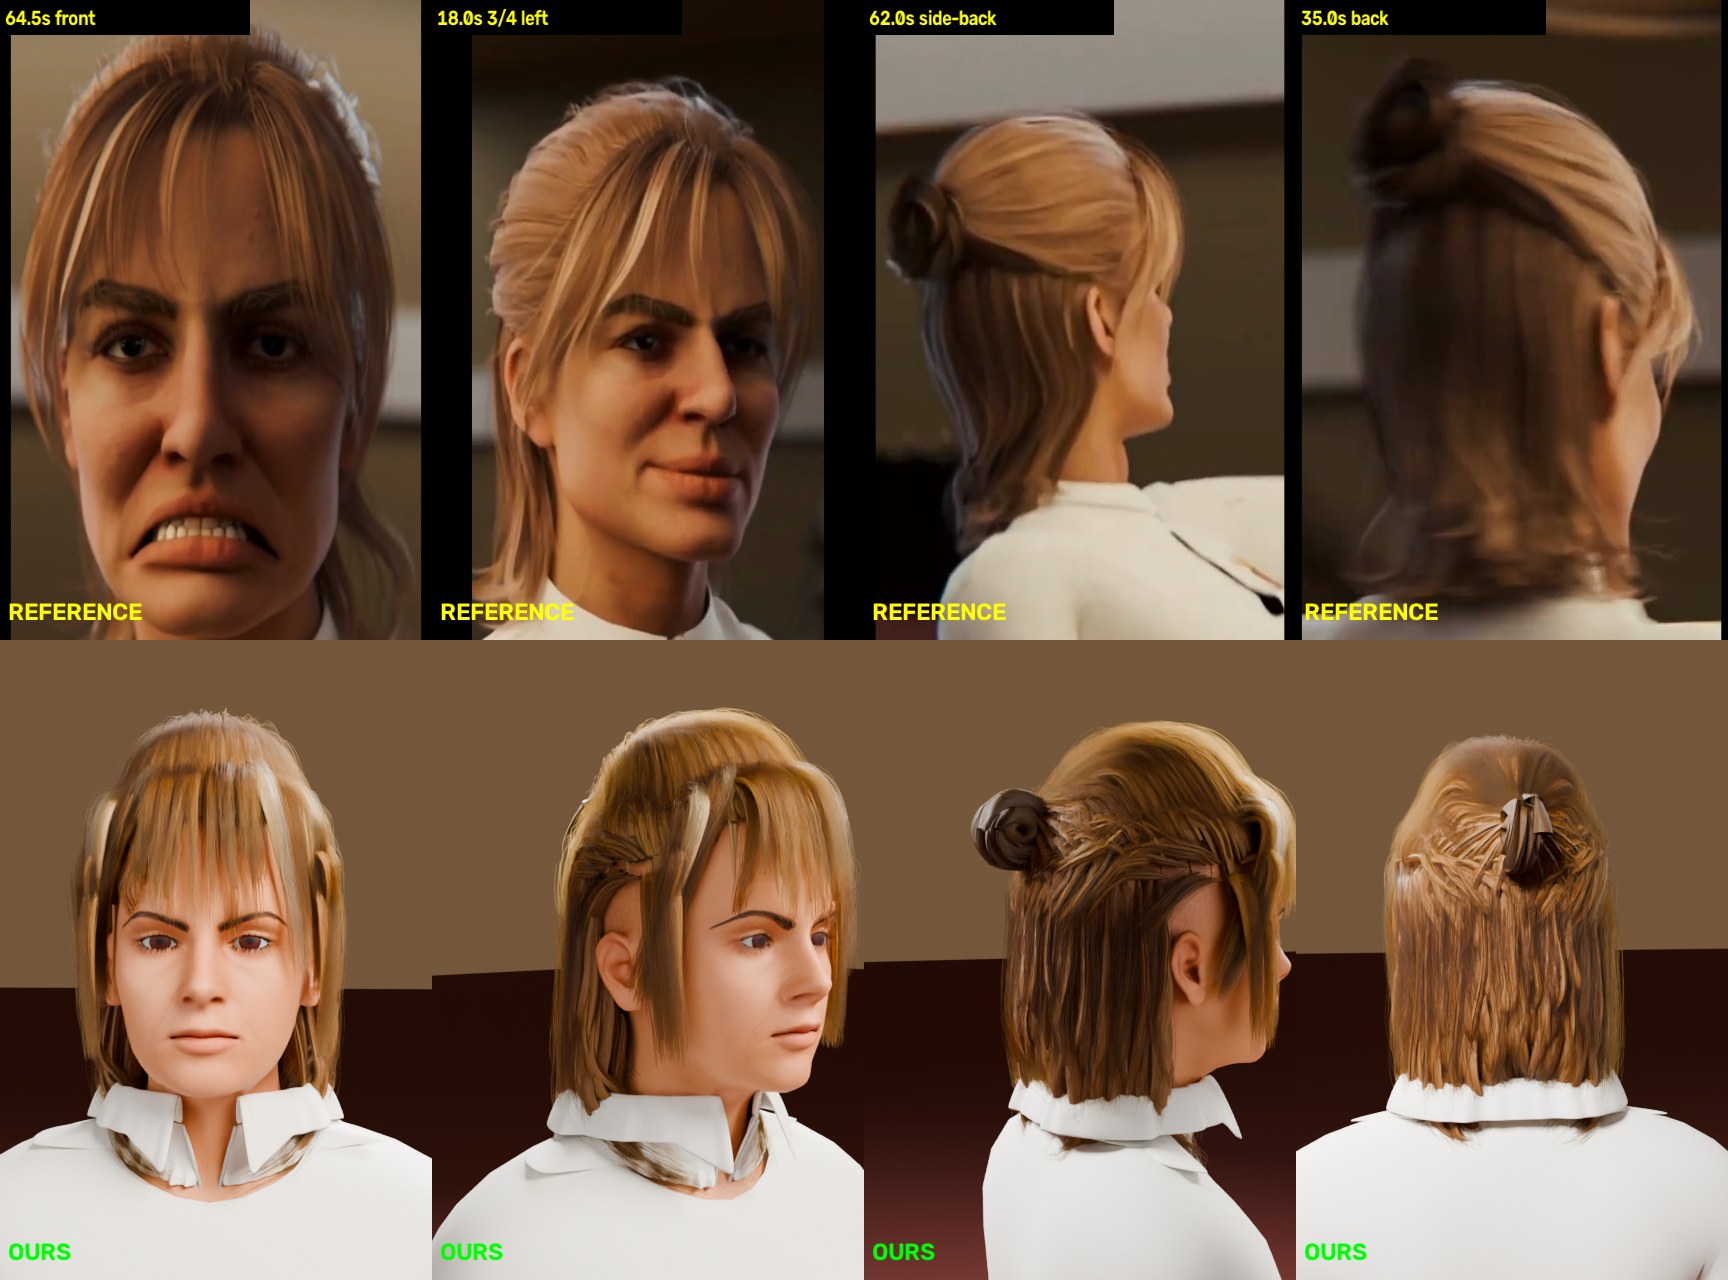 64.5s front
18.0s 3/4 left
62.0s side-back
35.0s back
REFERENCE
REFERENCE
REFERENCE
REFERENCE
OURS
OURS
OURS
OURS